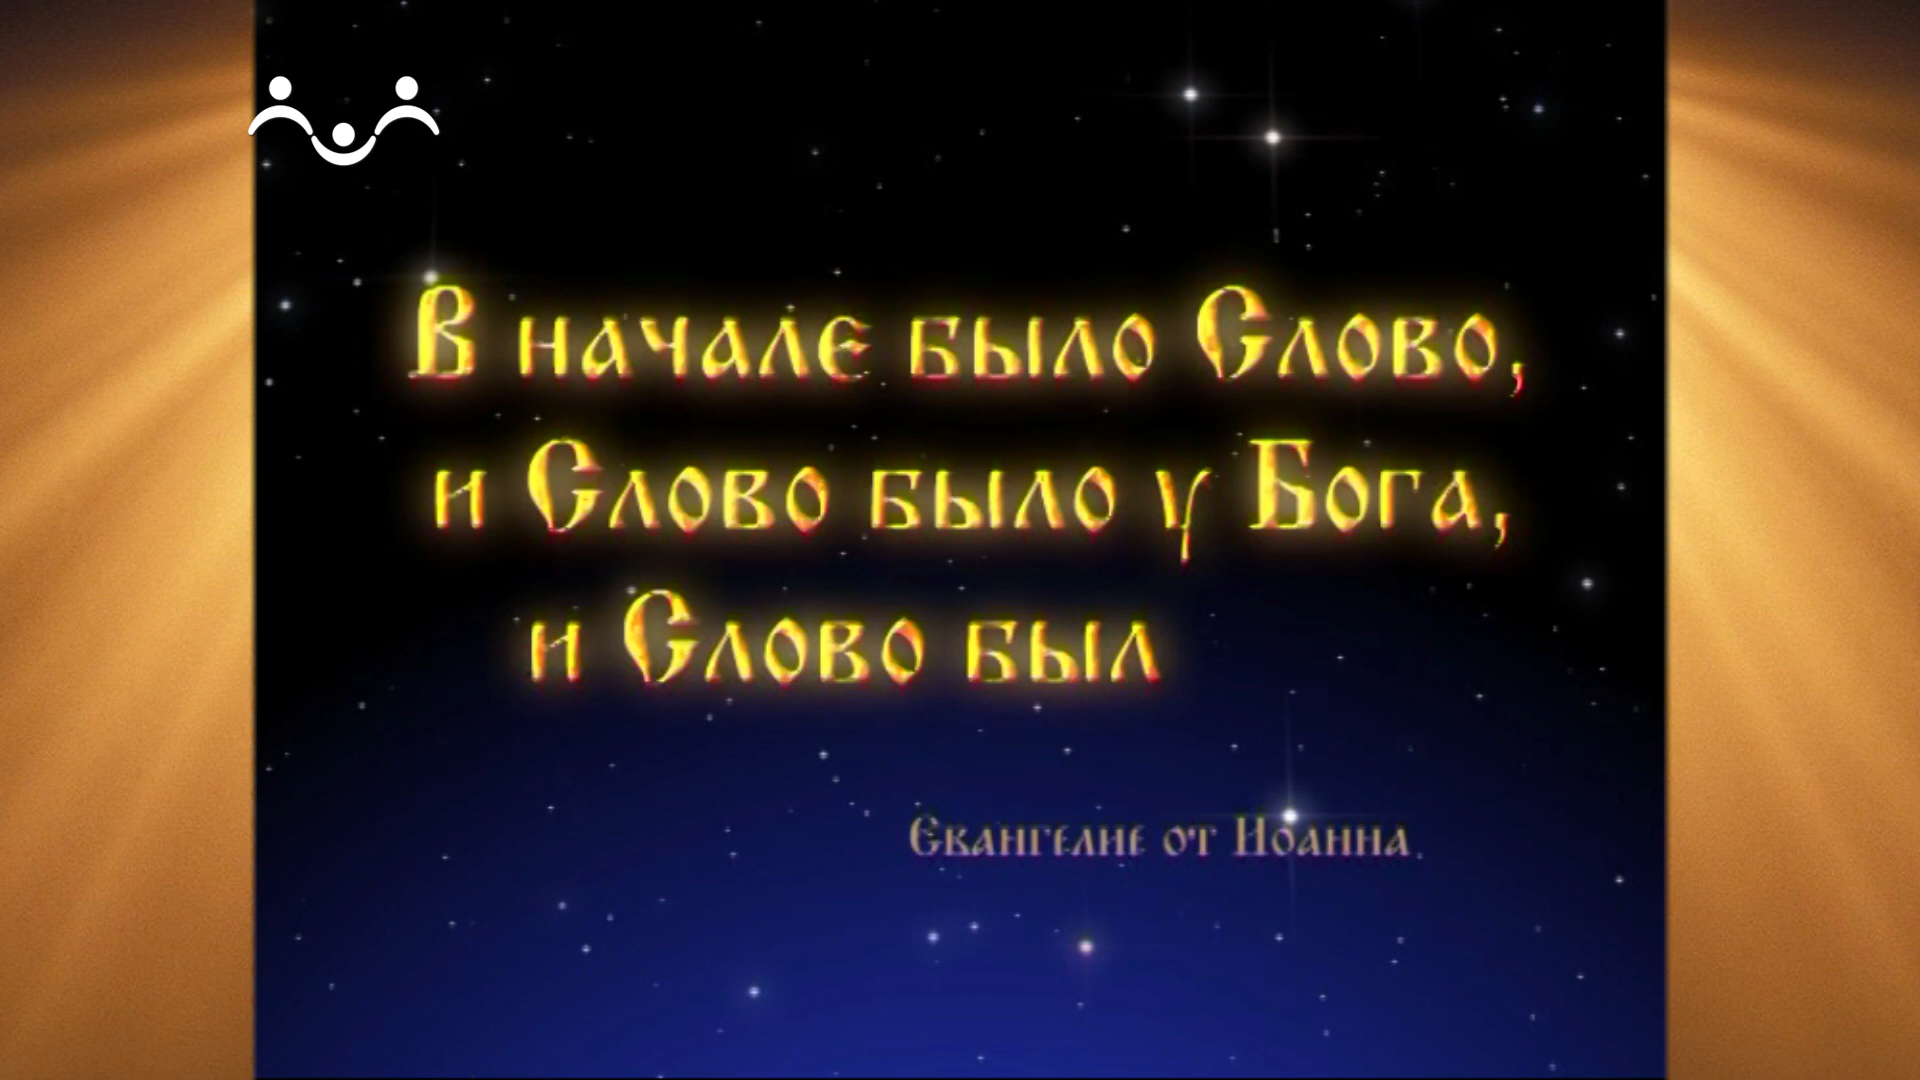 В начале было Слово,
и Слово было у Бога,
и Слово был
Евангелие от Иоанна